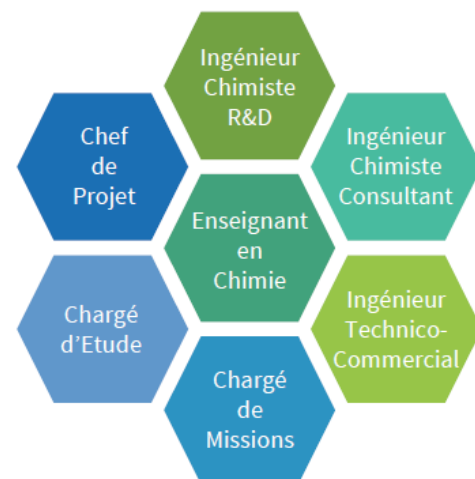 Ingénieur
Chimiste
R&D
Chef
de
Projet
Ingénieur
Chimiste
Consultant
Enseignant
en
Chimie
Chargé
d'Etude
Ingénieur
Technico-
Commercial
Chargé
de
Missions